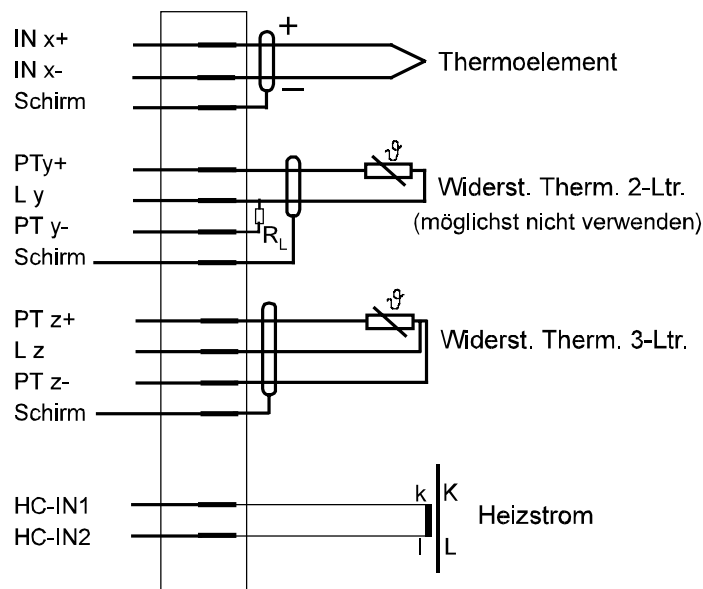 IN x+
+
IN x-
Thermoelement
–
Schirm
PTy+
ϑ
L y
Widerst. Therm. 2-Ltr.
(möglichst nicht verwenden)
PT y-
RL
Schirm
PT z+
ϑ
L z
Widerst. Therm. 3-Ltr.
PT z-
Schirm
HC-IN1
k K
Heizstrom
HC-IN2
l L